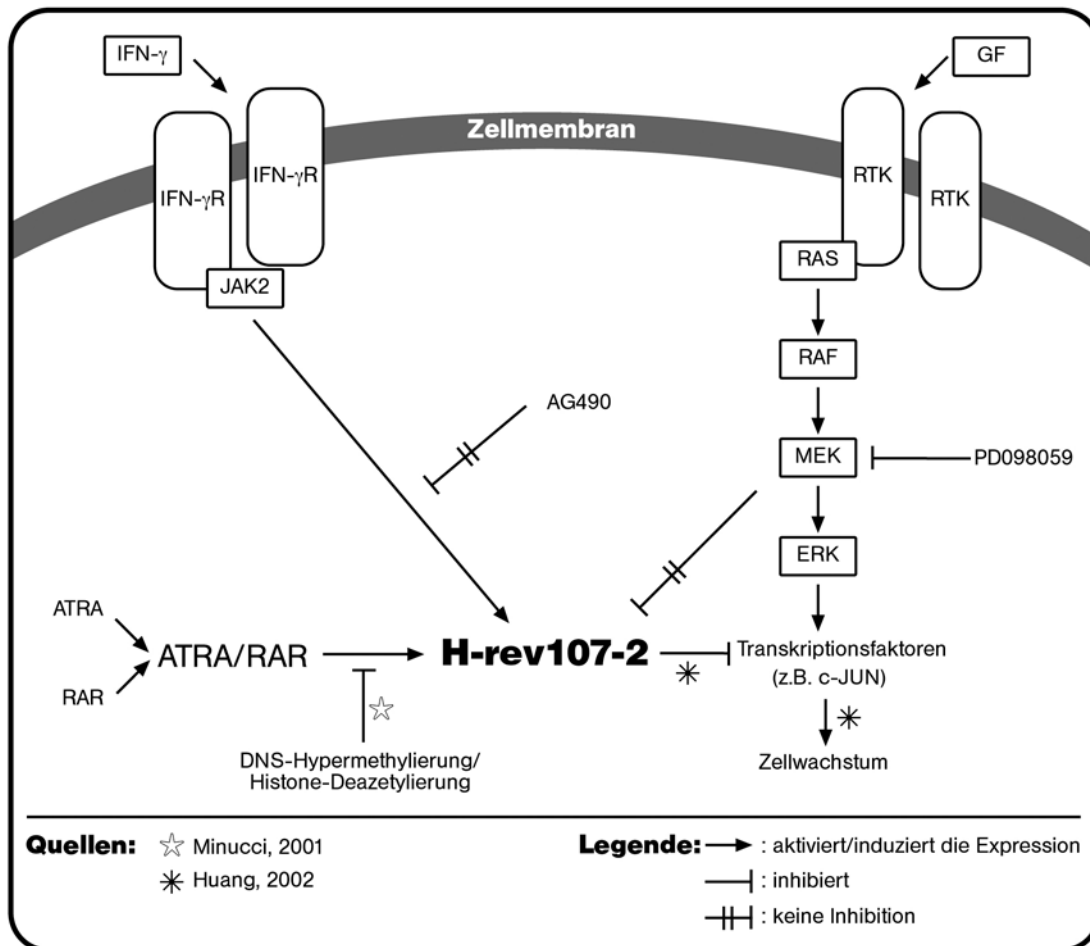 IFN-γ
GF
Zellmembran
IFN-γR
IFN-γR
RTK
RTK
JAK2
RAS
RAF
AG490
MEK
PD098059
ERK
ATRA
RAR
ATRA/RAR
H-rev107-2
Transkriptionsfaktoren
(z.B. c-JUN)
DNS-Hypermethylierung/
Histone-Deazetylierung
Zellwachstum
Quellen:
Minucci, 2001
Huang, 2002
Legende:
: aktiviert/induziert die Expression
: inhibiert
: keine Inhibition